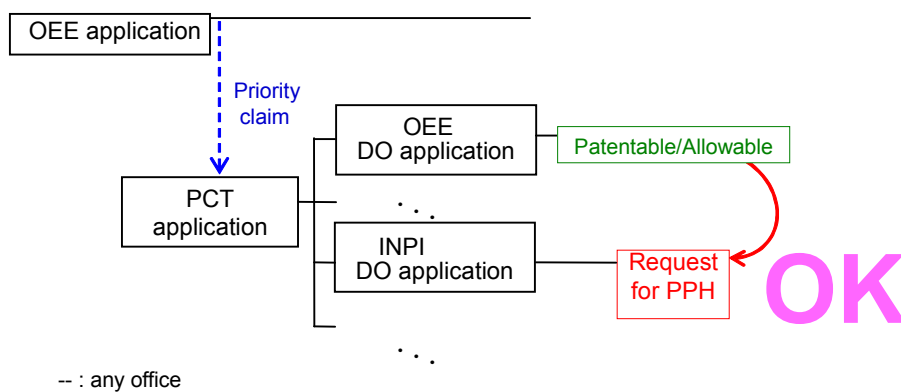 OEE application
Priority
claim
OEE
DO application
Patentable/Allowable
PCT
application
. . .
INPI
DO application
Request
for PPH
OK
. . .
-- : any office